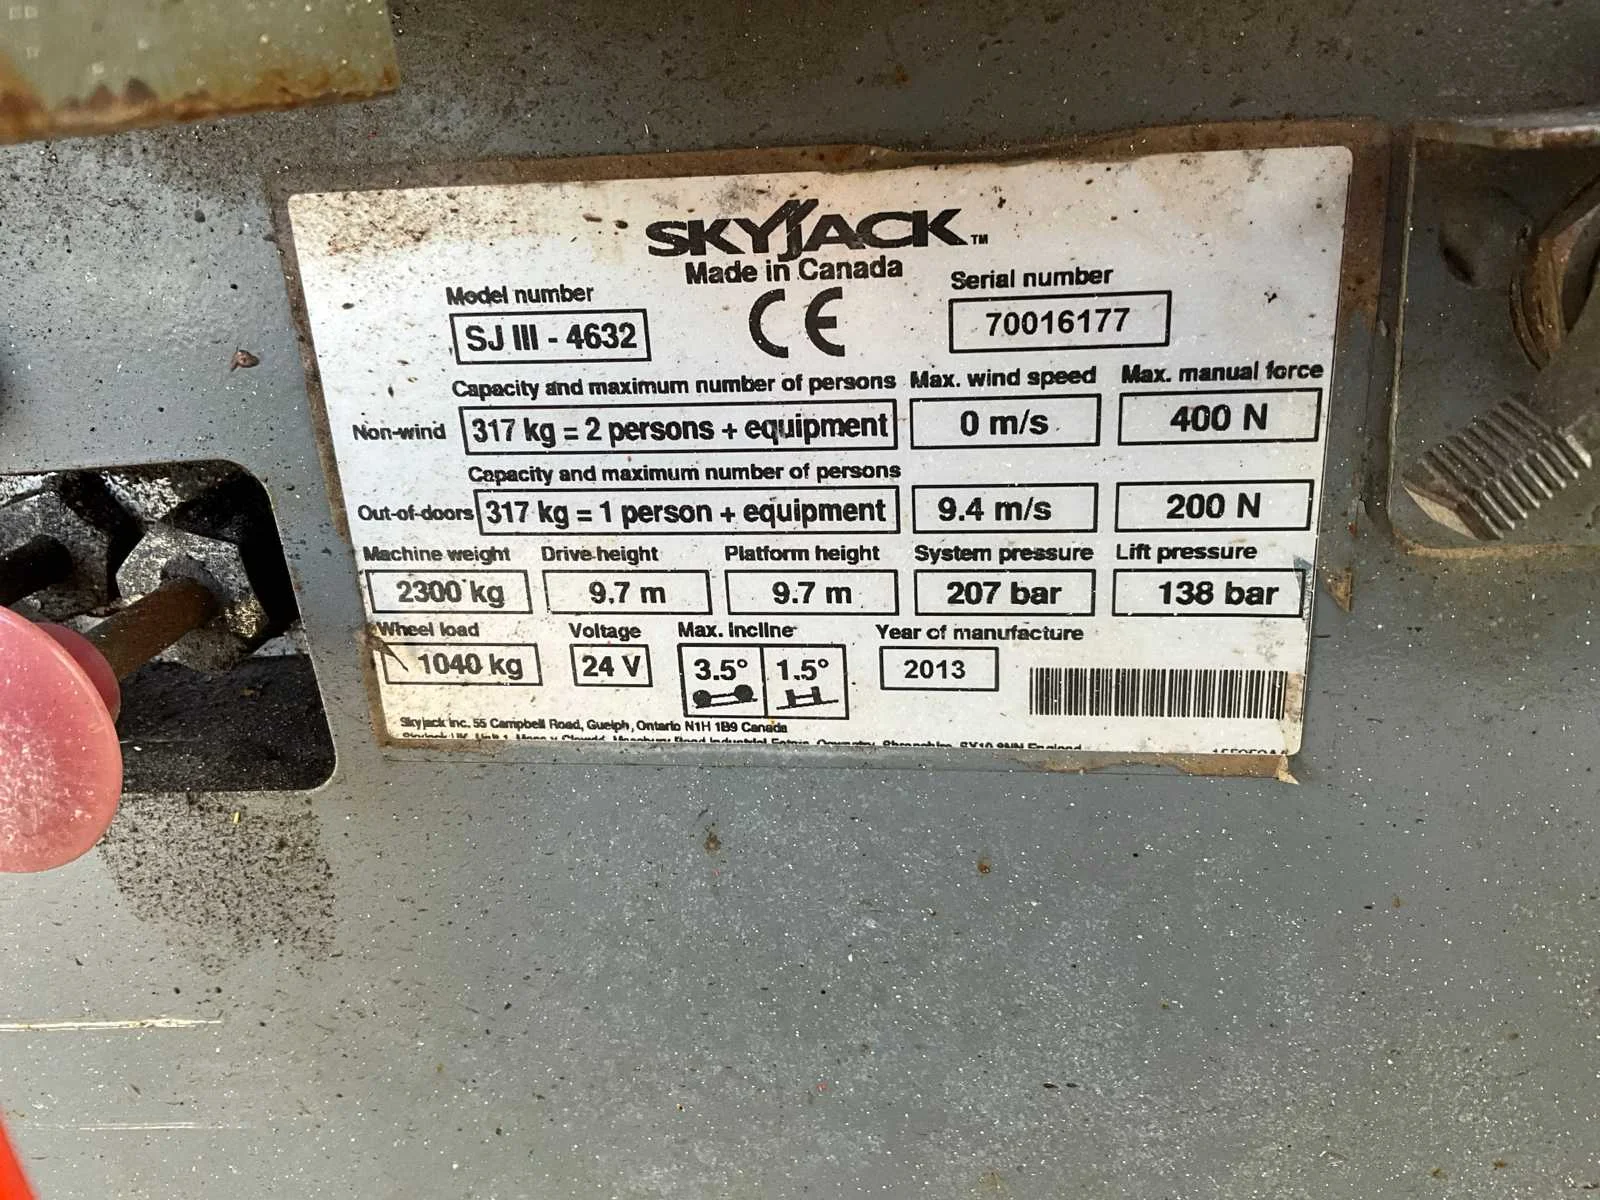 SKYJACK™
Made in Canada
Model number
Serial number
SJ III - 4632
CE
70016177
Capacity and maximum number of persons Max. wind speed Max. manual force
Non-wind 317 kg = 2 persons + equipment 0 m/s 400 N
Capacity and maximum number of persons
Out-of-doors 317 kg = 1 person + equipment 9.4 m/s 200 N
Machine weight Drive height Platform height System pressure Lift pressure
2300 kg 9.7 m 9.7 m 207 bar 138 bar
Wheel load Voltage Max. incline Year of manufacture
1040 kg 24 V 3.5° 1.5° 2013
Skyjack Inc. 55 Campbell Road, Guelph, Ontario N1H 1B9 Canada
Road Industrial England